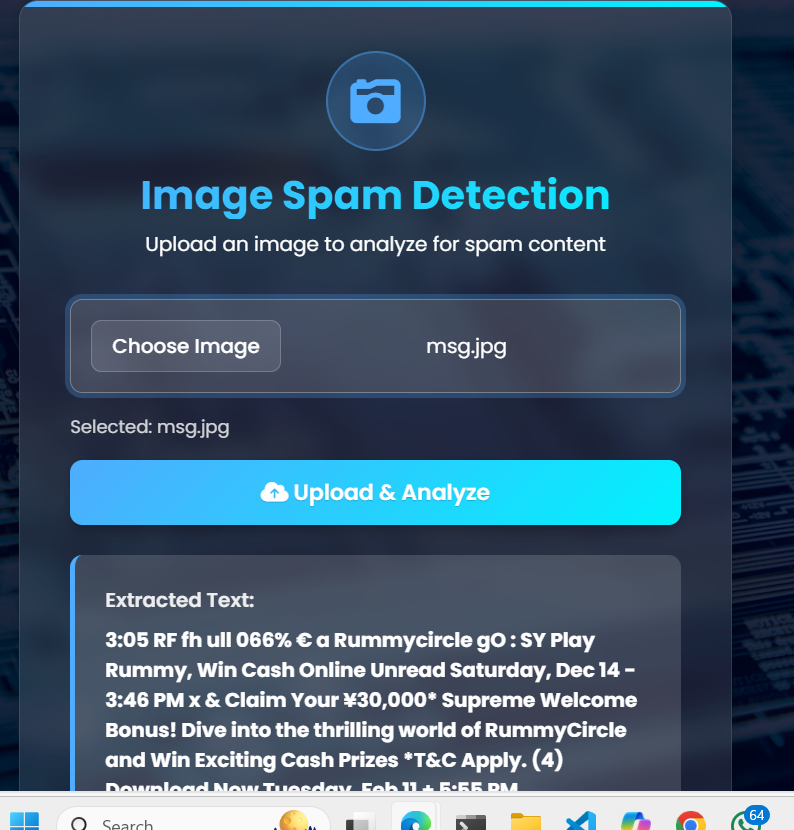 Image Spam Detection
Upload an image to analyze for spam content
Choose Image
msg.jpg
Selected: msg.jpg
Upload & Analyze
Extracted Text:
3:05 RF fh ull 066% € a Rummycircle gO : SY Play
Rummy, Win Cash Online Unread Saturday, Dec 14 -
3:46 PM x & Claim Your ¥30,000* Supreme Welcome
Bonus! Dive into the thrilling world of RummyCircle
and Win Exciting Cash Prizes *T&C Apply. (4)
Download Now Tuesday, Feb 11 + 5:55 PM
Search
64